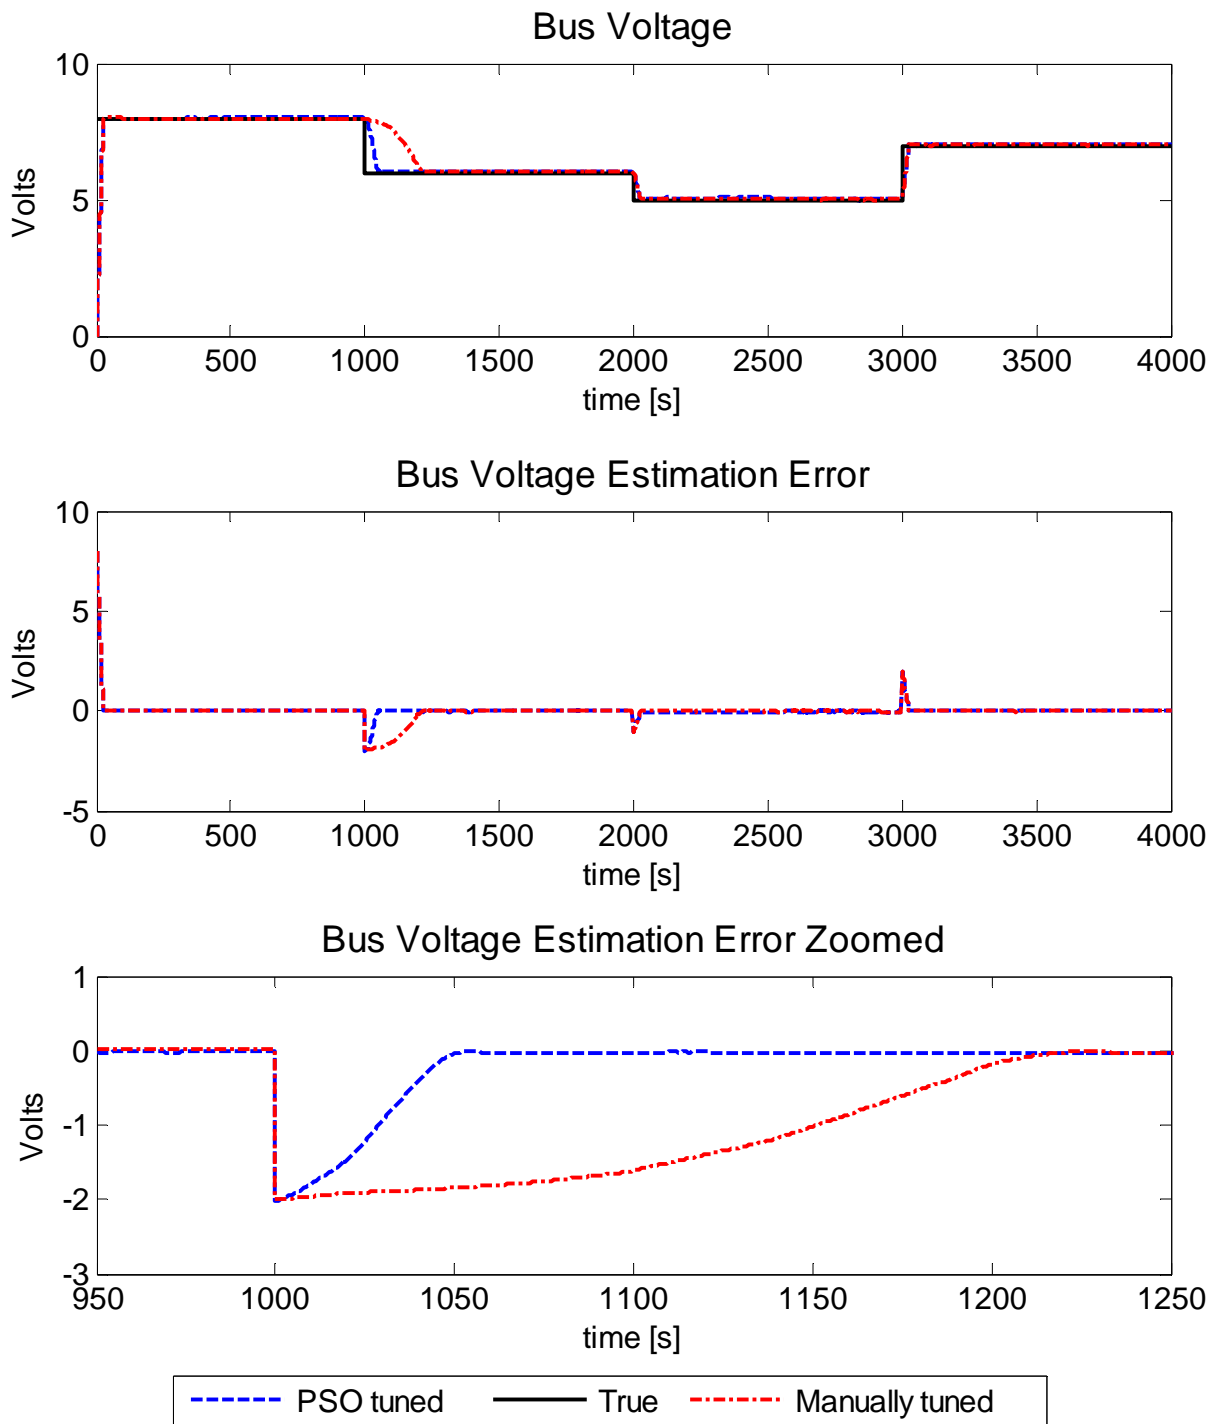 Bus Voltage
10
5
0
Volts
0 500 1000 1500 2000 2500 3000 3500 4000
time [s]
Bus Voltage Estimation Error
10
5
0
-5
Volts
0 500 1000 1500 2000 2500 3000 3500 4000
time [s]
Bus Voltage Estimation Error Zoomed
1
0
-1
-2
-3
Volts
950 1000 1050 1100 1150 1200 1250
time [s]
PSO tuned True Manually tuned